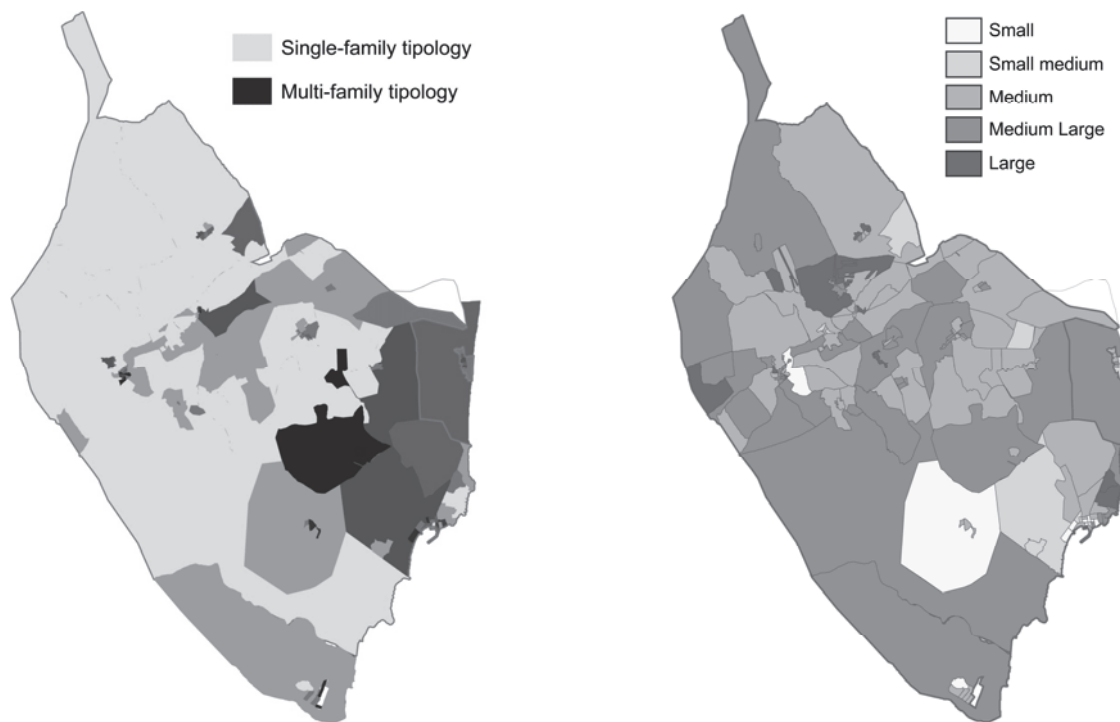 Single-family tipology
Multi-family tipology
Small
Small medium
Medium
Medium Large
Large